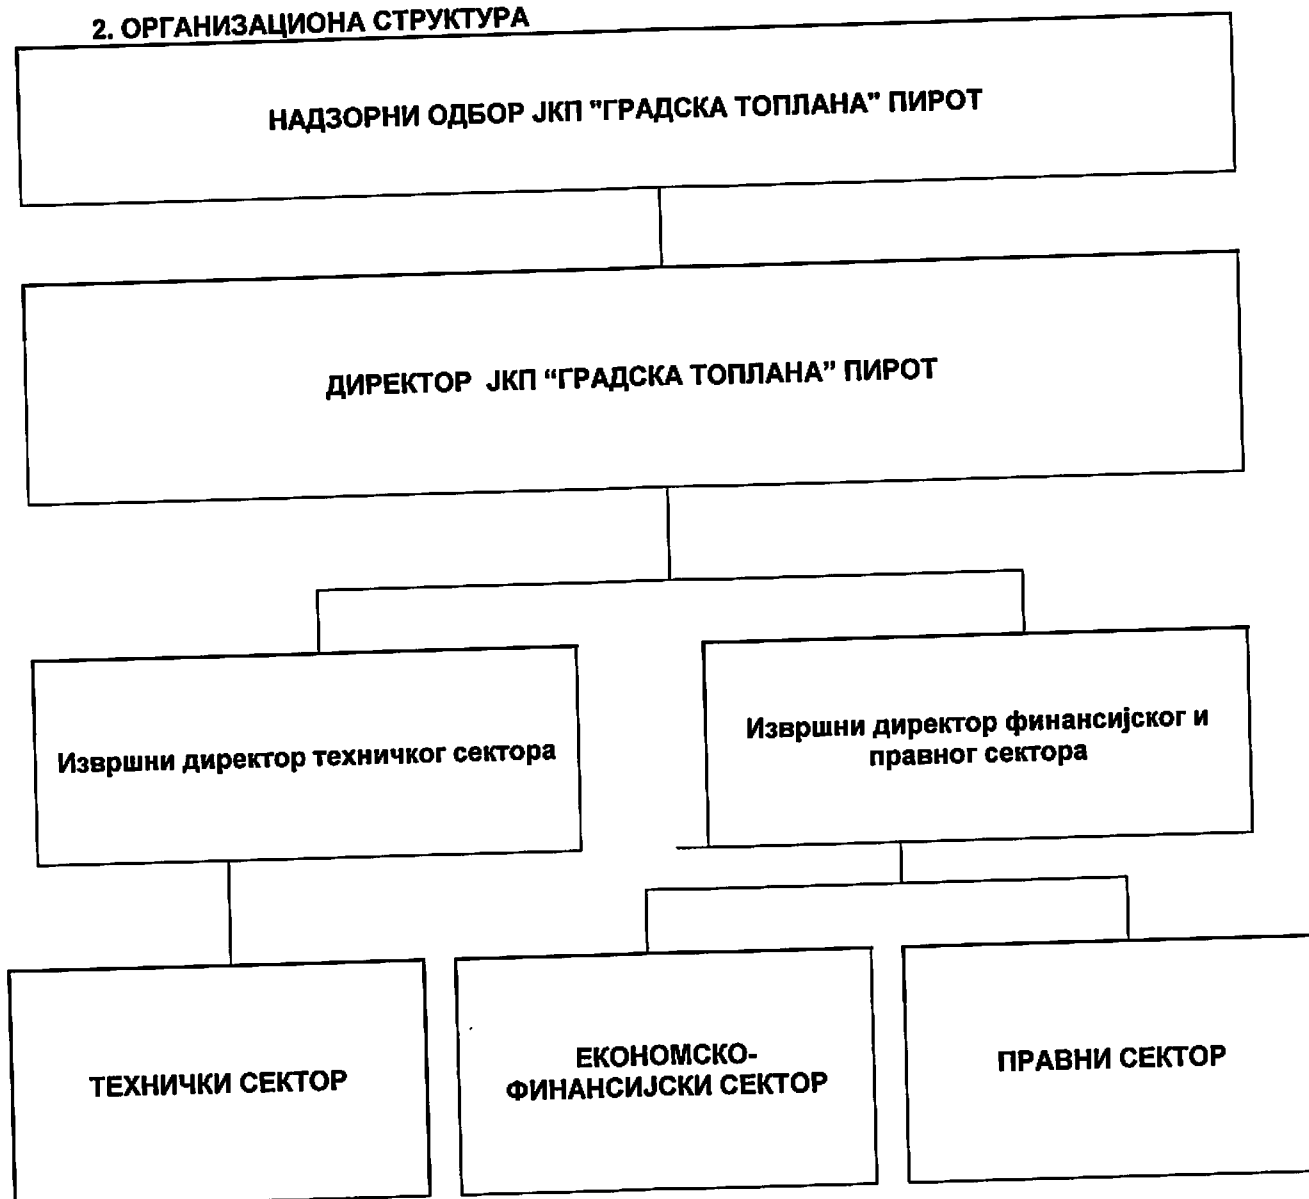 2. ОРГАНИЗАЦИОНА СТРУКТУРА
НАДЗОРНИ ОДБОР ЈКП "ГРАДСКА ТОПЛАНА" ПИРОТ
ДИРЕКТОР ЈКП “ГРАДСКА ТОПЛАНА” ПИРОТ
Извршни директор техничког сектора
Извршни директор финансијског и
правног сектора
ТЕХНИЧКИ СЕКТОР
ЕКОНОМСКО-
ФИНАНСИЈСКИ СЕКТОР
ПРАВНИ СЕКТОР